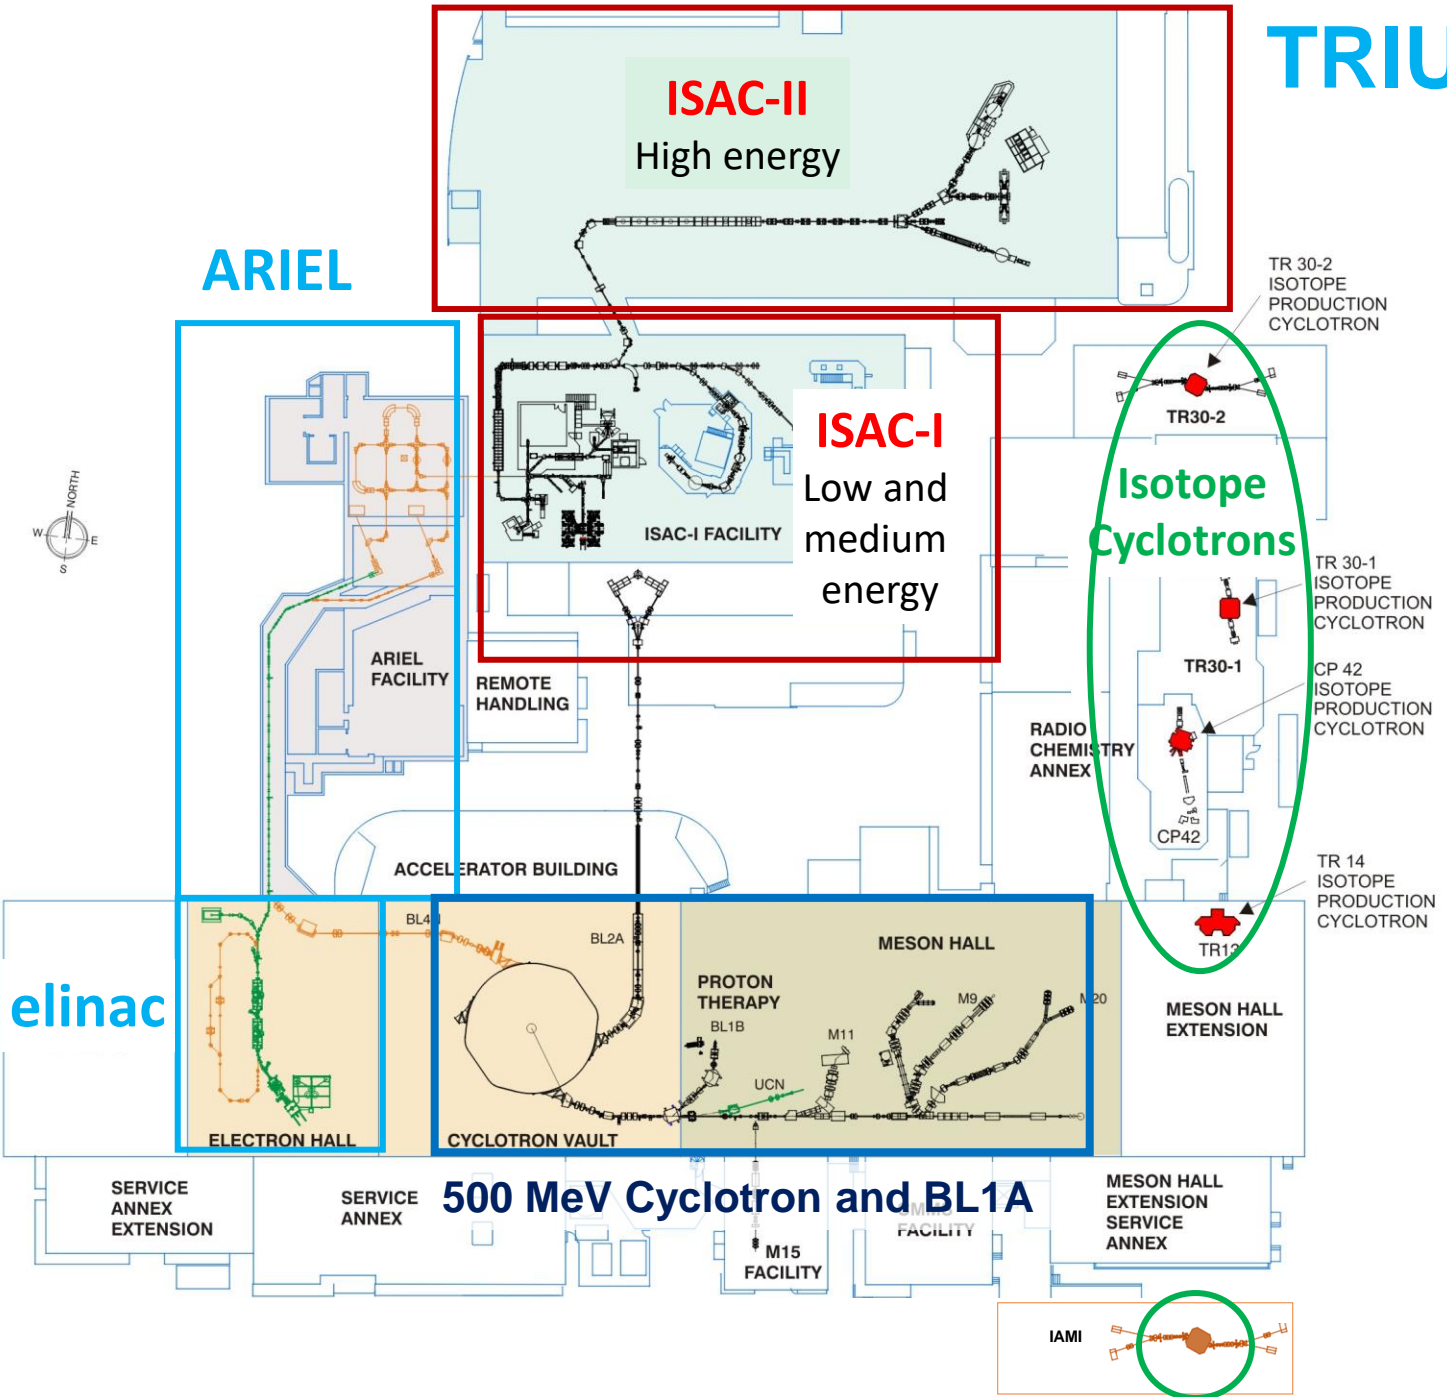 TRIU
ISAC-II
High energy
ARIEL
TR 30-2
ISOTOPE
PRODUCTION
CYCLOTRON
TR30-2
ISAC-I
Low and
medium
energy
ISAC-I FACILITY
Isotope
Cyclotrons
NORTH
W
E
S
TR 30-1
ISOTOPE
PRODUCTION
CYCLOTRON
TR30-1
ARIEL
FACILITY
REMOTE
HANDLING
CP 42
ISOTOPE
PRODUCTION
CYCLOTRON
RADIO
CHEMISTRY
ANNEX
CP42
ACCELERATOR BUILDING
TR 14
ISOTOPE
PRODUCTION
CYCLOTRON
TR13
BL4N
BL2A
MESON HALL
PROTON
THERAPY
BL1B
M9
M20
M11
UCN
MESON HALL
EXTENSION
elinac
ELECTRON HALL
CYCLOTRON VAULT
500 MeV Cyclotron and BL1A
SERVICE
ANNEX
EXTENSION
SERVICE
ANNEX
M15
FACILITY
FACILITY
MESON HALL
EXTENSION
SERVICE
ANNEX
IAMI